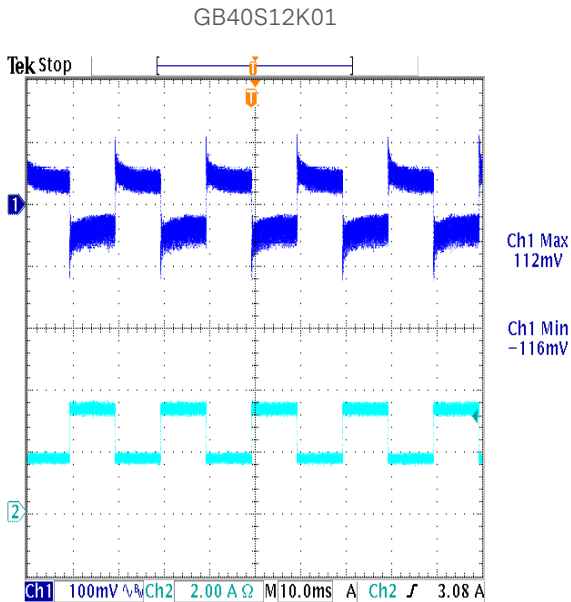 GB40S12K01
Tek Stop
T
T
1
Ch1 Max
112mV
Ch1 Min
-116mV
2
Ch1 100mV ∿ BW Ch2 2.00 A Ω M 10.0ms A Ch2 ƒ 3.08 A